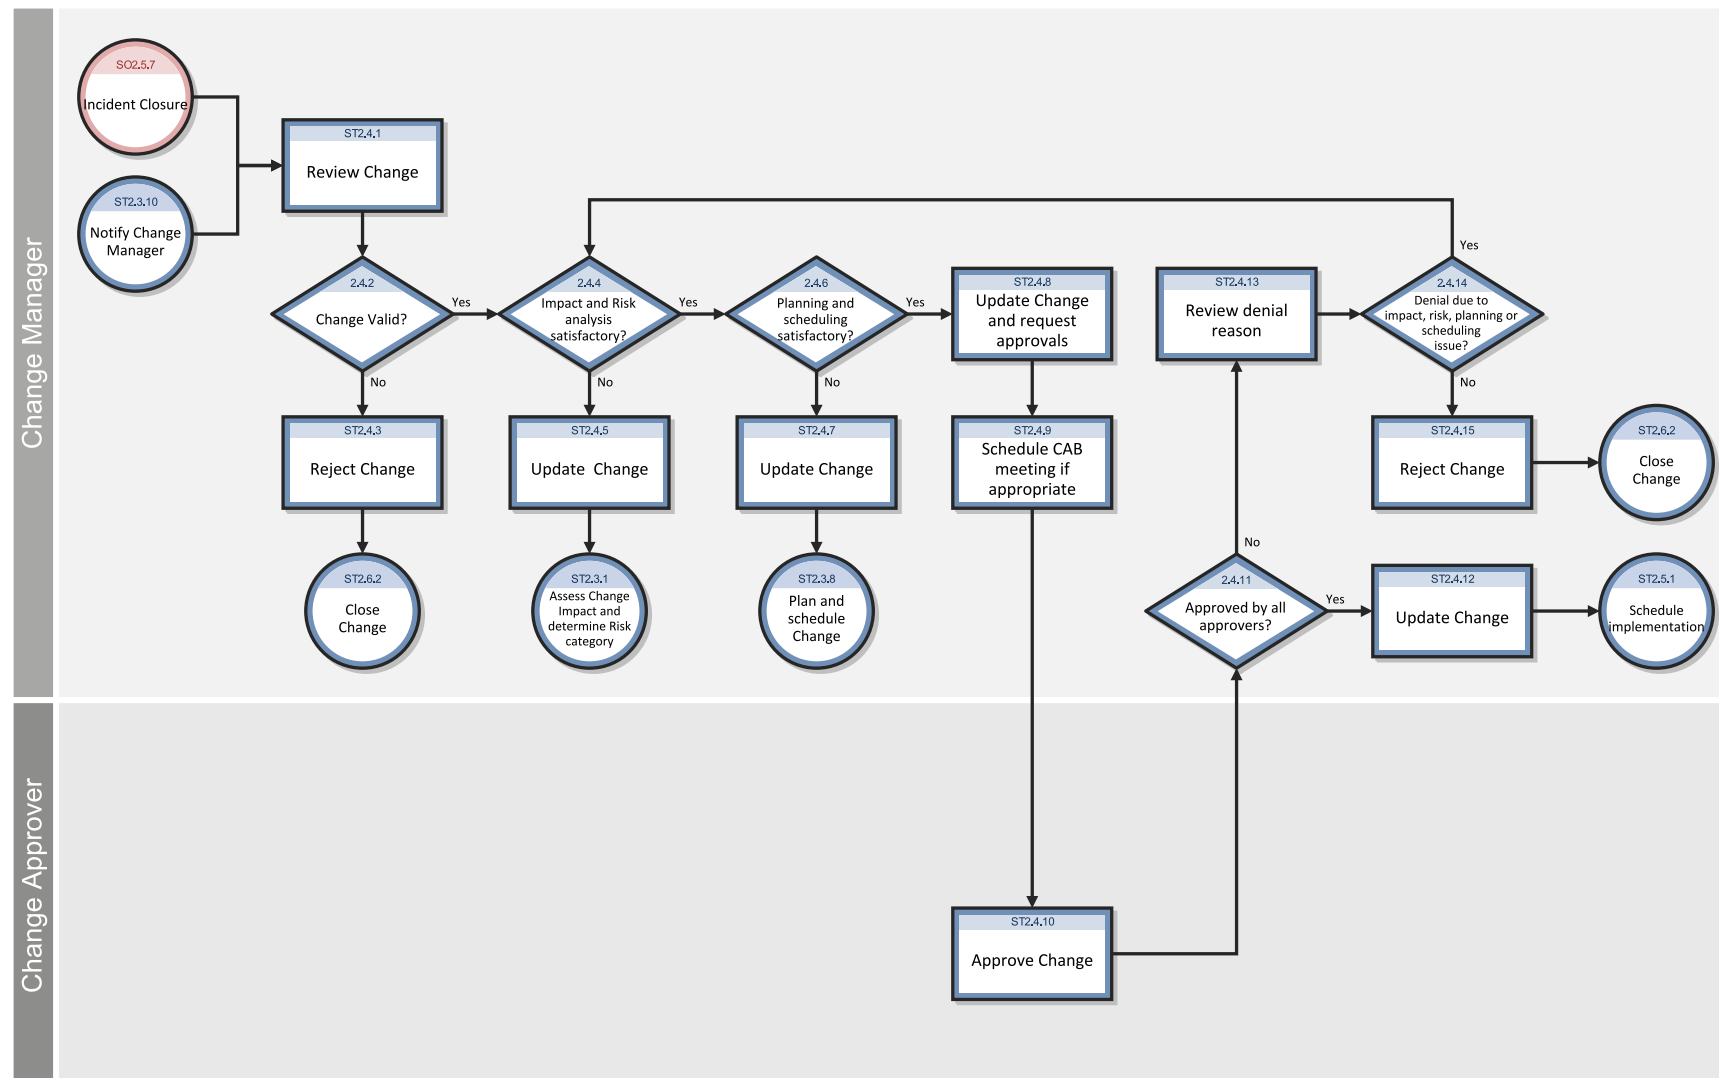 Change Manager
SO2.5.7
Incident Closure
ST2.3.10
Notify Change
Manager
ST2.4.1
Review Change
2.4.2
Change Valid?
Yes
No
ST2.4.3
Reject Change
ST2.6.2
Close
Change
2.4.4
Impact and Risk
analysis
satisfactory?
Yes
No
ST2.4.5
Update  Change
ST2.3.1
Assess Change
Impact and
determine Risk
category
2.4.6
Planning and
scheduling
satisfactory?
Yes
No
ST2.4.7
Update Change
ST2.3.8
Plan and
schedule
Change
ST2.4.8
Update Change
and request
approvals
ST2.4.9
Schedule CAB
meeting if
appropriate
ST2.4.13
Review denial
reason
No
2.4.11
Approved by all
approvers?
Yes
Yes
2.4.14
Denial due to
impact, risk, planning or
scheduling
issue?
No
ST2.4.15
Reject Change
ST2.6.2
Close
Change
ST2.4.12
Update Change
ST2.5.1
Schedule
implementation
Change Approver
ST2.4.10
Approve Change